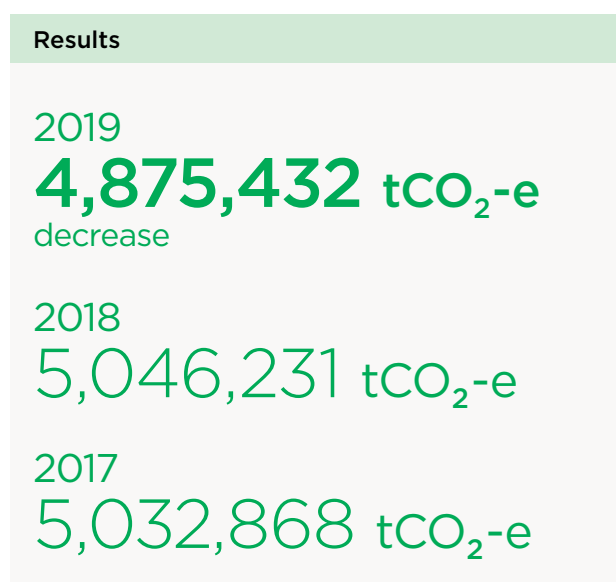 Results
2019
4,875,432 tCO₂-e
decrease
2018
5,046,231 tCO₂-e
2017
5,032,868 tCO₂-e